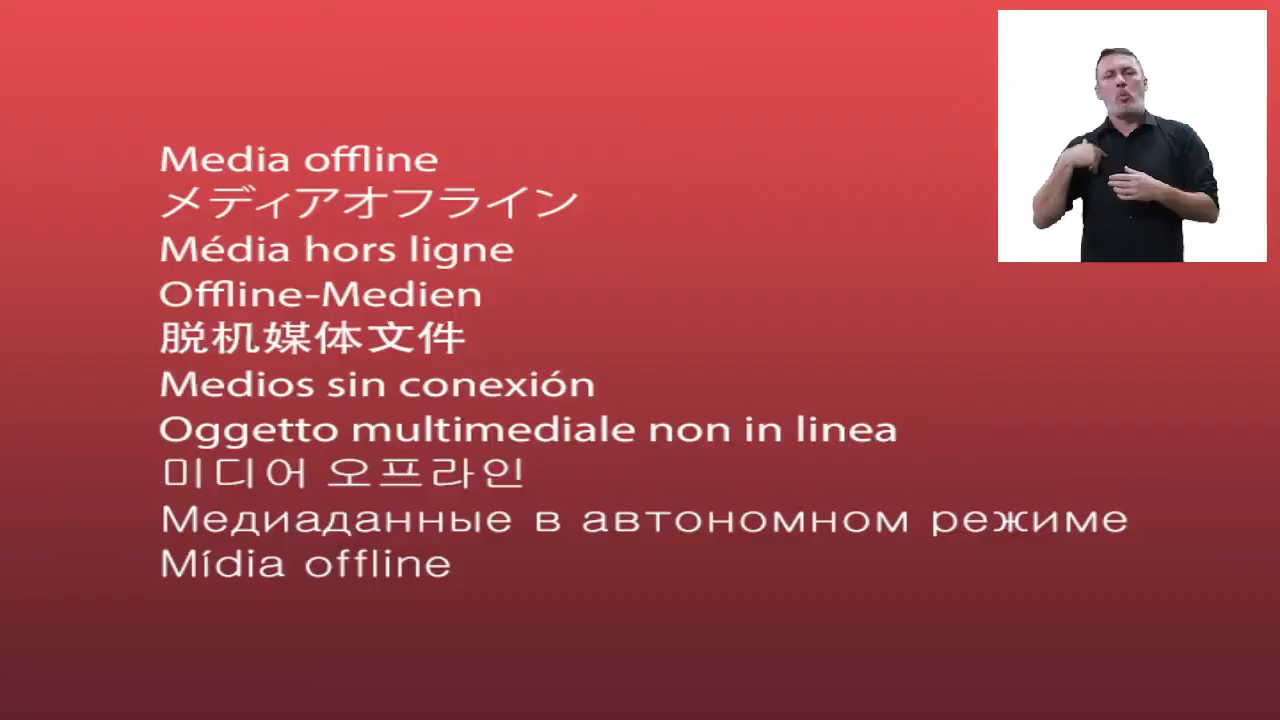 Media offline
メディアオフライン
Média hors ligne
Offline-Medien
脱机媒体文件
Medios sin conexión
Oggetto multimediale non in linea
미디어 오프라인
Медиаданные в автономном режиме
Mídia offline